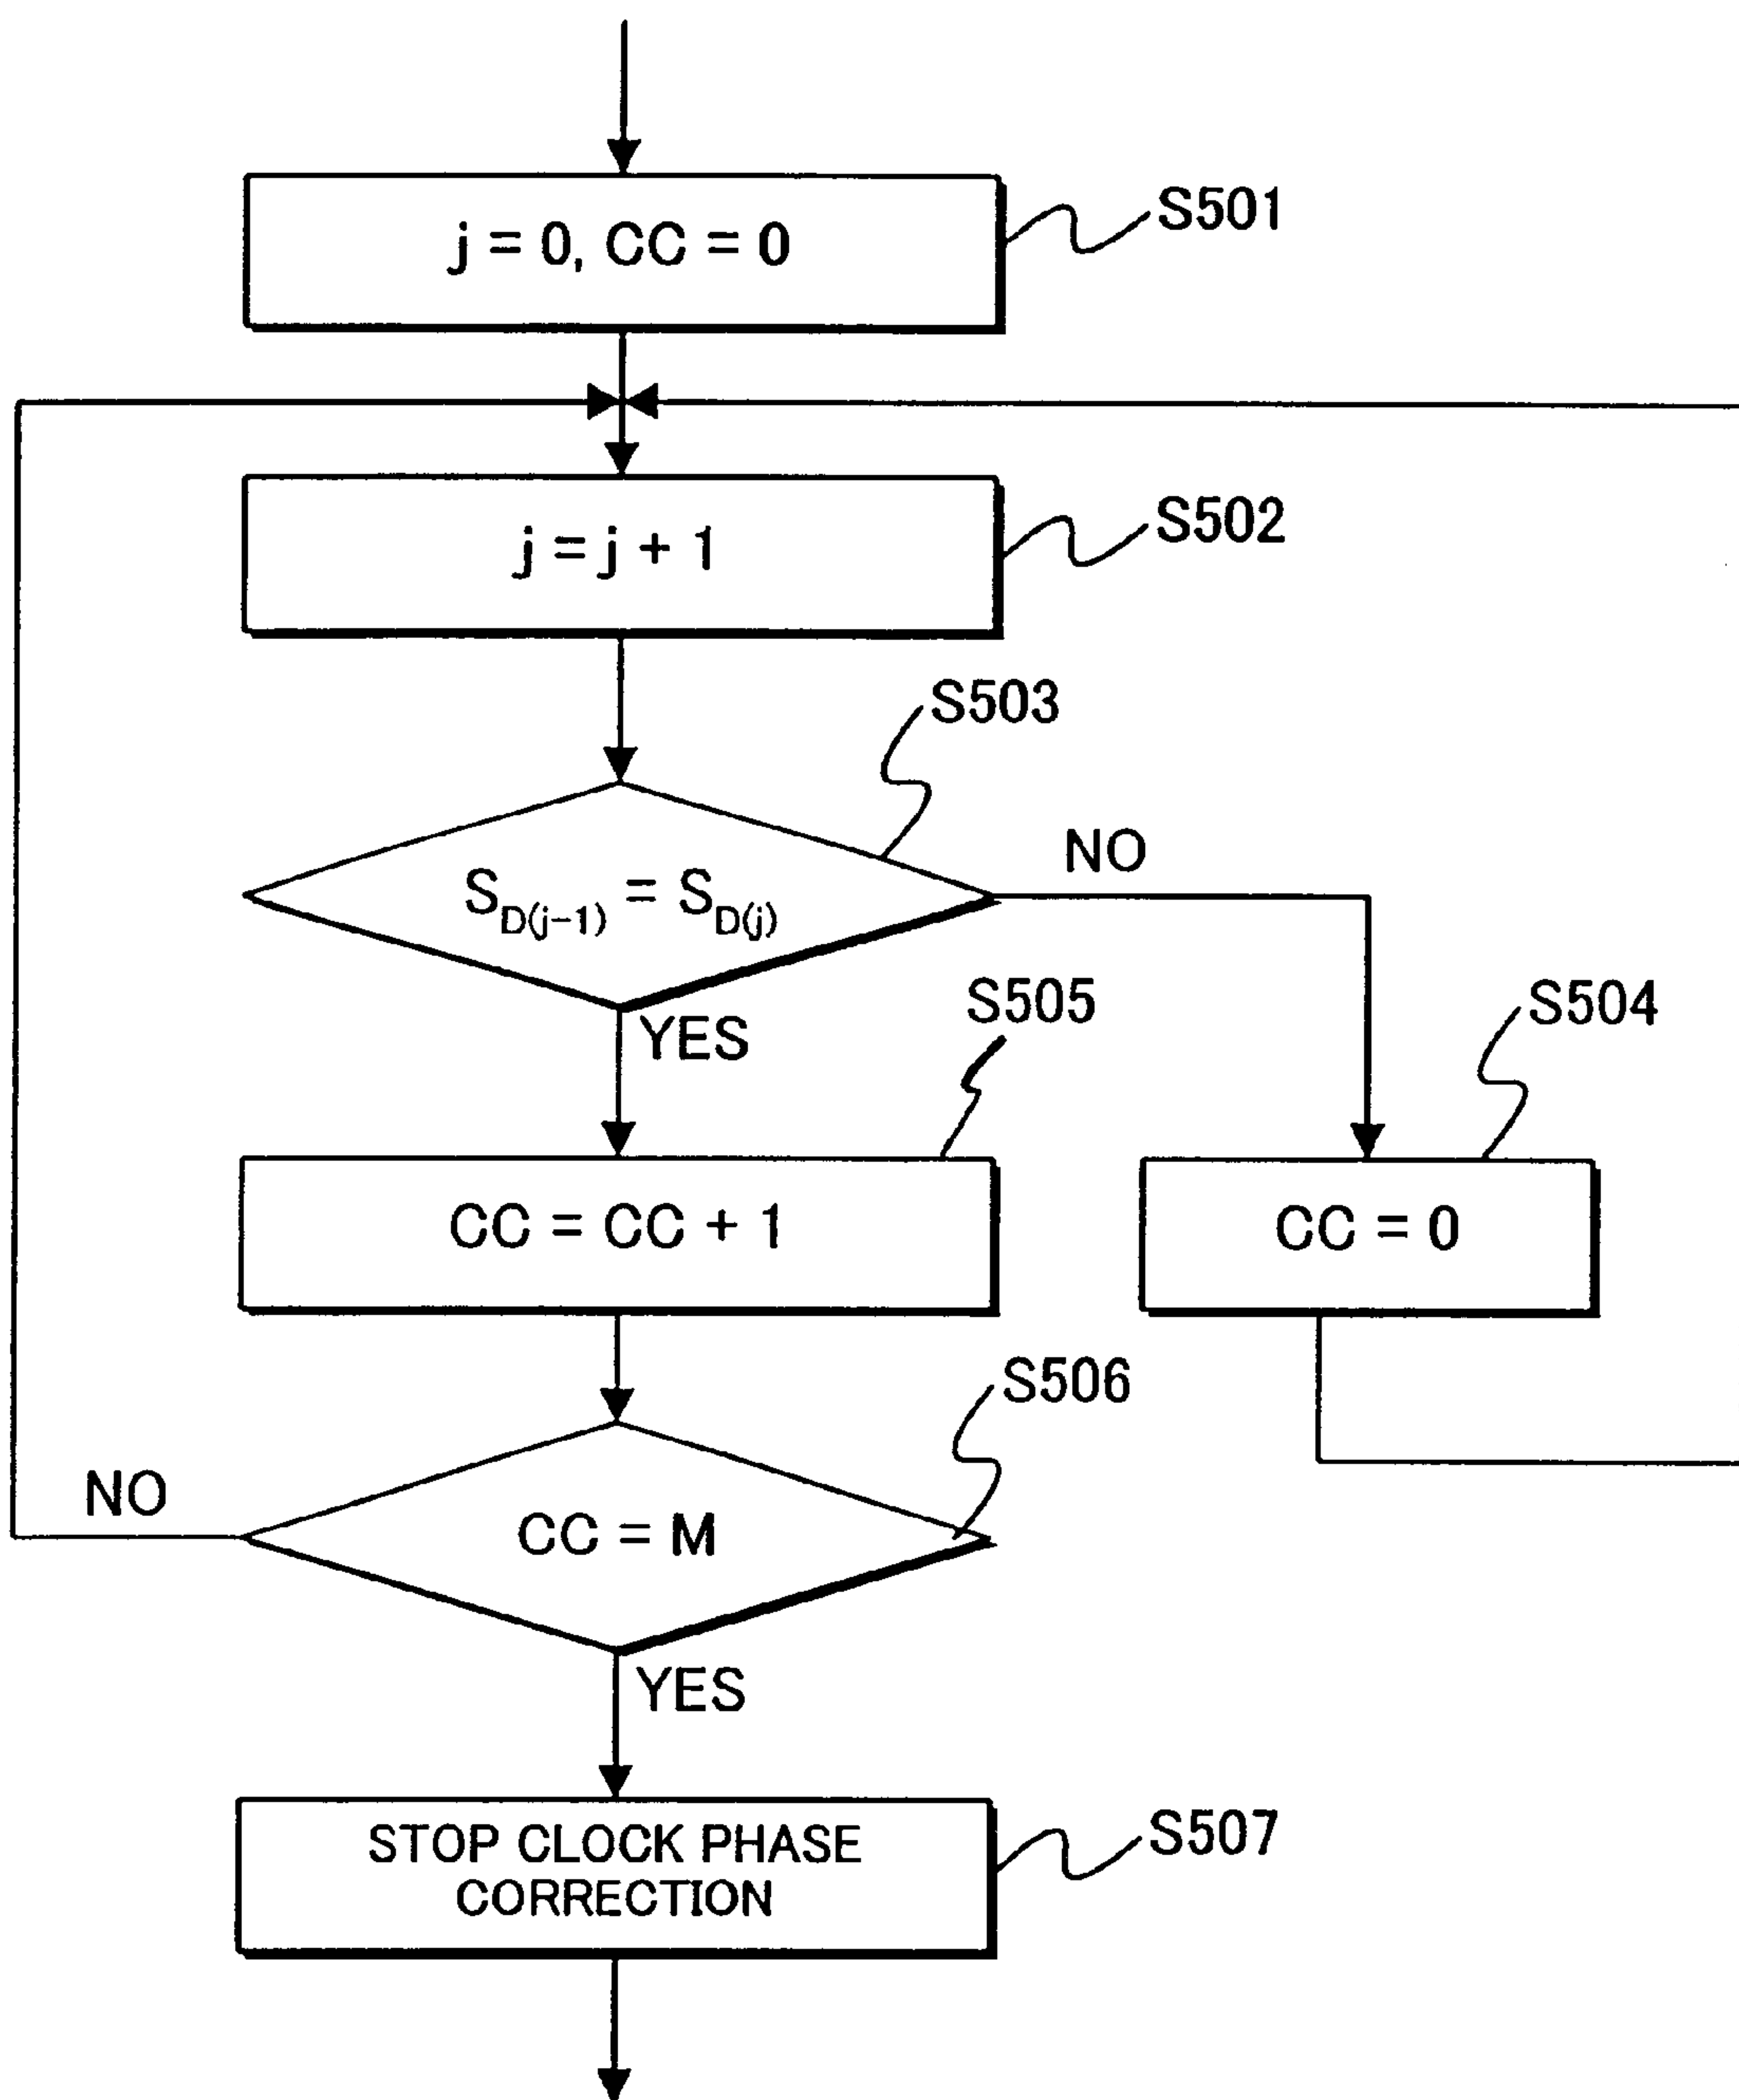 j = 0, CC = 0
S501
j = j + 1
S502
S503
S_D(j-1) = S_D(j)
NO
YES
S505
S504
CC = CC + 1
CC = 0
S506
NO
CC = M
YES
STOP CLOCK PHASE
CORRECTION
S507